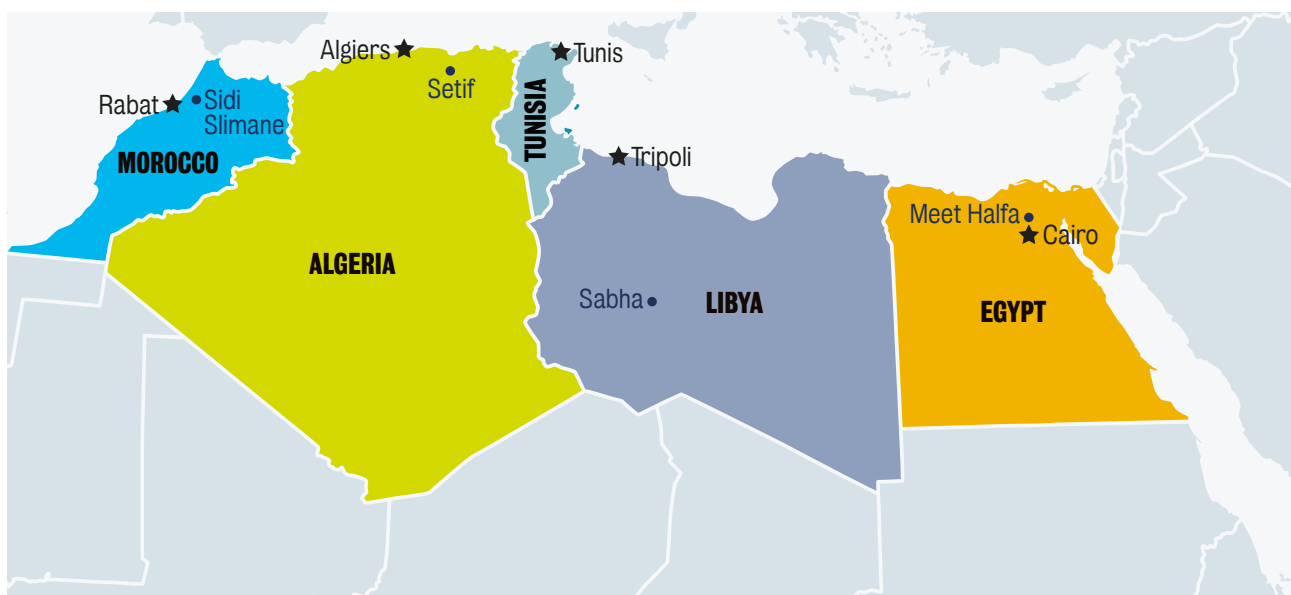 Algiers
Tunis
Setif
Rabat
Sidi
Slimane
TUNISIA
MOROCCO
Tripoli
Meet Halfa
Cairo
ALGERIA
Sabha
LIBYA
EGYPT